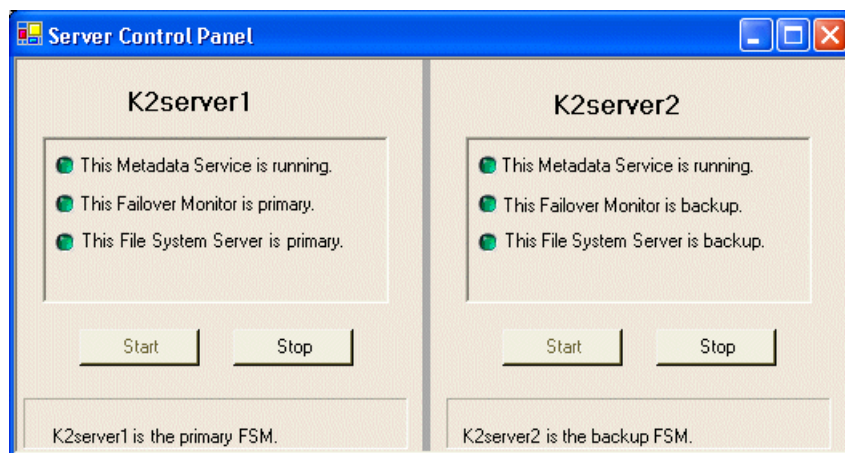 Server Control Panel
K2server1
This Metadata Service is running.
This Failover Monitor is primary.
This File System Server is primary.
Start
Stop
K2server1 is the primary FSM.
K2server2
This Metadata Service is running.
This Failover Monitor is backup.
This File System Server is backup.
Start
Stop
K2server2 is the backup FSM.